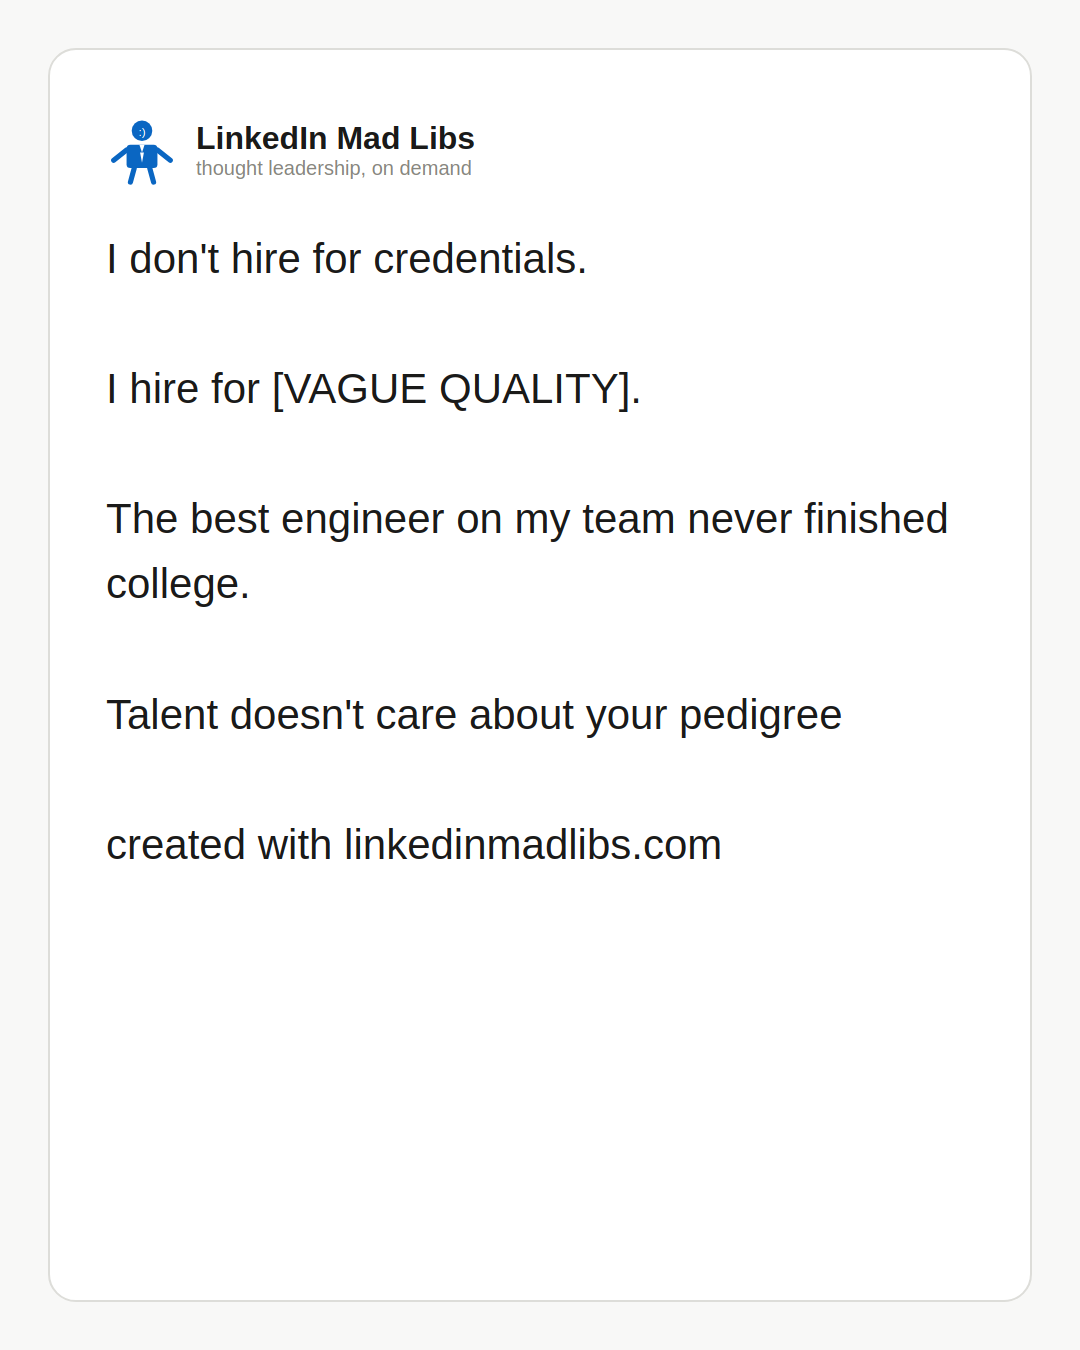 :)
LinkedIn Mad Libs
thought leadership, on demand
I don't hire for credentials.
I hire for [VAGUE QUALITY].
The best engineer on my team never finished
college.
Talent doesn't care about your pedigree
created with linkedinmadlibs.com